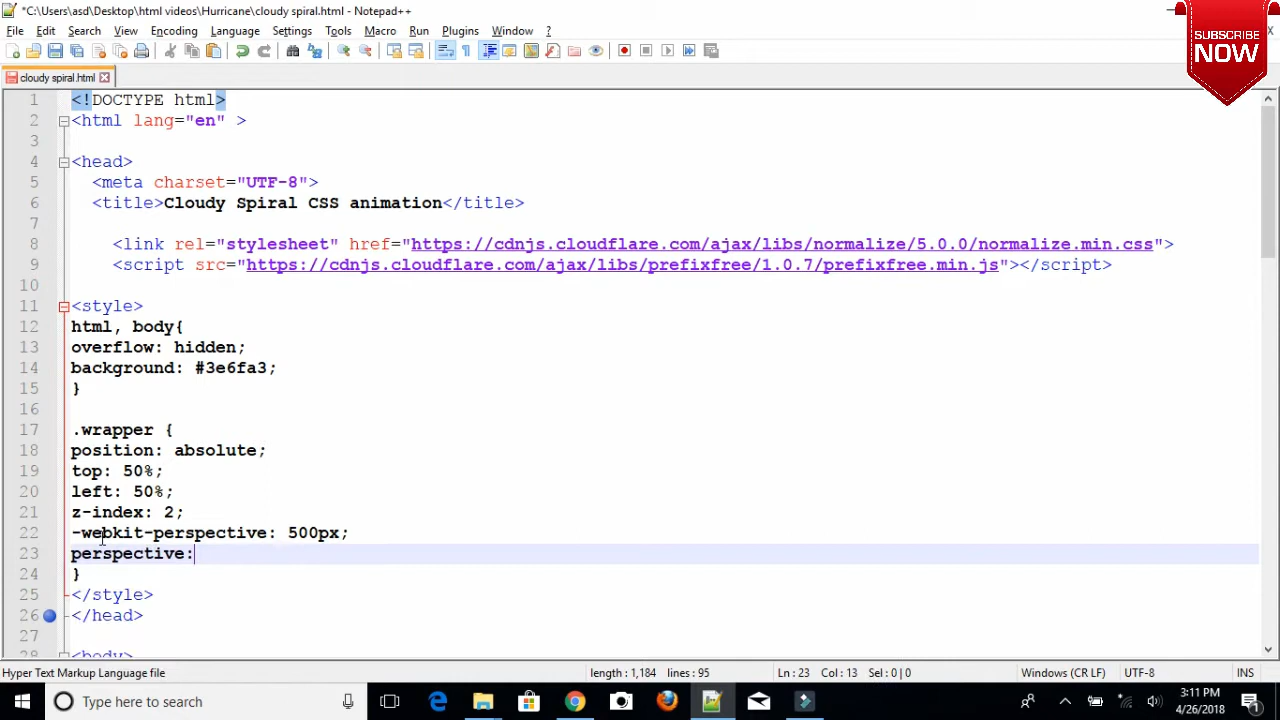 *C:\Users\asd\Desktop\html videos\Hurricane\cloudy spiral.html - Notepad++
SUBSCRIBE
NOW
File Edit Search View Encoding Language Settings Tools Macro Run Plugins Window ?
cloudy spiral.html
1 <!DOCTYPE html>
2 <html lang="en" >
3
4 <head>
5 <meta charset="UTF-8">
6 <title>Cloudy Spiral CSS animation</title>
7
8 <link rel="stylesheet" href="https://cdnjs.cloudflare.com/ajax/libs/normalize/5.0.0/normalize.min.css">
9 <script src="https://cdnjs.cloudflare.com/ajax/libs/prefixfree/1.0.7/prefixfree.min.js"></script>
10
11 <style>
12 html, body{
13 overflow: hidden;
14 background: #3e6fa3;
15 }
16
17 .wrapper {
18 position: absolute;
19 top: 50%;
20 left: 50%;
21 z-index: 2;
22 -webkit-perspective: 500px;
23 perspective:
24 }
25 </style>
26 </head>
27
28 <body>
Hyper Text Markup Language file length : 1,184 lines : 95 Ln : 23 Col : 13 Sel : 0 | 0 Windows (CR LF) UTF-8 INS
Type here to search
3:11 PM
4/26/2018